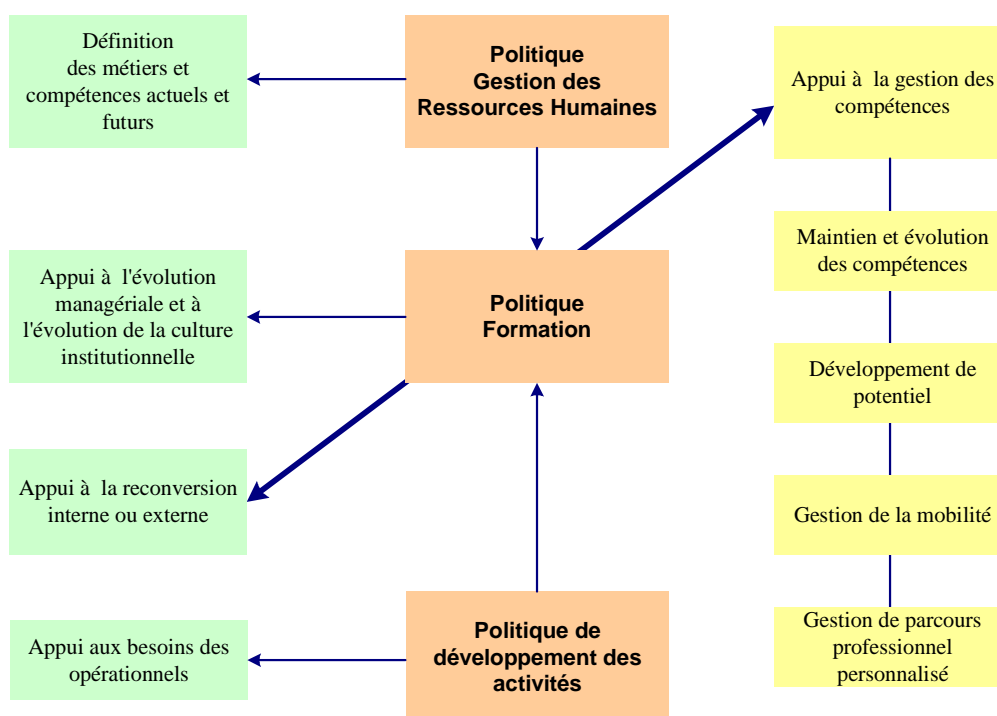 Définition
des métiers et
compétences actuels et
futurs
Politique
Gestion des
Ressources Humaines
Appui à  la gestion des
compétences
Appui à  l'évolution
managériale et à
l'évolution de la culture
institutionnelle
Politique
Formation
Maintien et évolution
des compétences
Développement de
potentiel
Appui à  la reconversion
interne ou externe
Gestion de la mobilité
Appui aux besoins des
opérationnels
Politique de
développement des
activités
Gestion de parcours
professionnel
personnalisé